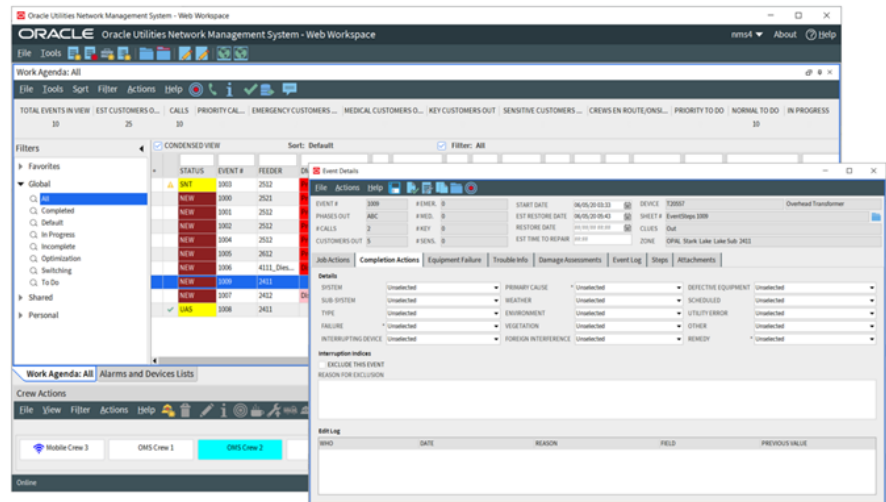 Oracle Utilities Network Management System - Web Workspace
ORACLE Oracle Utilities Network Management System - Web Workspace
nms4 About Help
File Tools
Work Agenda: All
File Tools Sort Filter Actions Help
TOTAL EVENTS IN VIEW EST CUSTOMERS O... CALLS PRIORITY CAL... EMERGENCY CUSTOMERS ... MEDICAL CUSTOMERS O... KEY CUSTOMERS OUT SENSITIVE CUSTOMERS ... CREWS EN ROUTE/ONSI... PRIORITY TO DO NORMAL TO DO IN PROGRESS
10 25 10 10
Filters
CONDENSED VIEW Sort: Default Filter: All
Favorites
Global
All
Completed
Default
In Progress
Incomplete
Optimization
Switching
To Do
Shared
Personal
STATUS EVENT # FEEDER
SNT 1003 2512
NEW 1000 2521
NEW 1001 2512
NEW 1002 2512
NEW 1004 2512
NEW 1005 2612
NEW 1006 4111_Dies...
NEW 1009 2411
NEW 1007 2412
UAS 1008 2411
Work Agenda: All Alarms and Devices Lists
Crew Actions
File View Filter Actions Help
Mobile Crew 3 OMS Crew 1 OMS Crew 2
Online
Event Details
File Actions Help
EVENT # 1009 # EMER. 0 START DATE 06/05/20 03:33 DEVICE T20557 Overhead Transformer
PHASES OUT ABC # MED. 0 EST RESTORE DATE 06/05/20 05:43 SHEET # EventSteps 1009
# CALLS 2 # KEY 0 RESTORE DATE CLUES Out
CUSTOMERS OUT 5 # SENS. 0 EST TIME TO REPAIR ZONE OPAL Stark Lake Lake Sub 2411
Job Actions Completion Actions Equipment Failure Trouble Info Damage Assessments Event Log Steps Attachments
Details
SYSTEM Unselected PRIMARY CAUSE * Unselected DEFECTIVE EQUIPMENT Unselected
SUB-SYSTEM Unselected WEATHER Unselected SCHEDULED Unselected
TYPE Unselected ENVIRONMENT Unselected UTILITY ERROR Unselected
FAILURE * Unselected VEGETATION Unselected OTHER Unselected
INTERRUPTING DEVICE Unselected FOREIGN INTERFERENCE Unselected REMEDY * Unselected
Interruption Indices
EXCLUDE THIS EVENT
REASON FOR EXCLUSION
Edit Log
WHO DATE REASON FIELD PREVIOUS VALUE